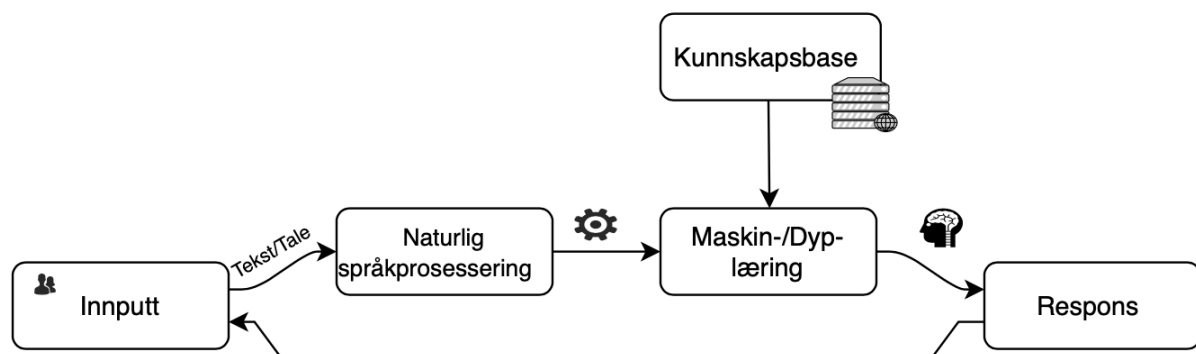 Kunnskapsbase
Tekst/Tale
Naturlig
språkprosessering
Maskin-/Dyp-
læring
Innputt
Respons